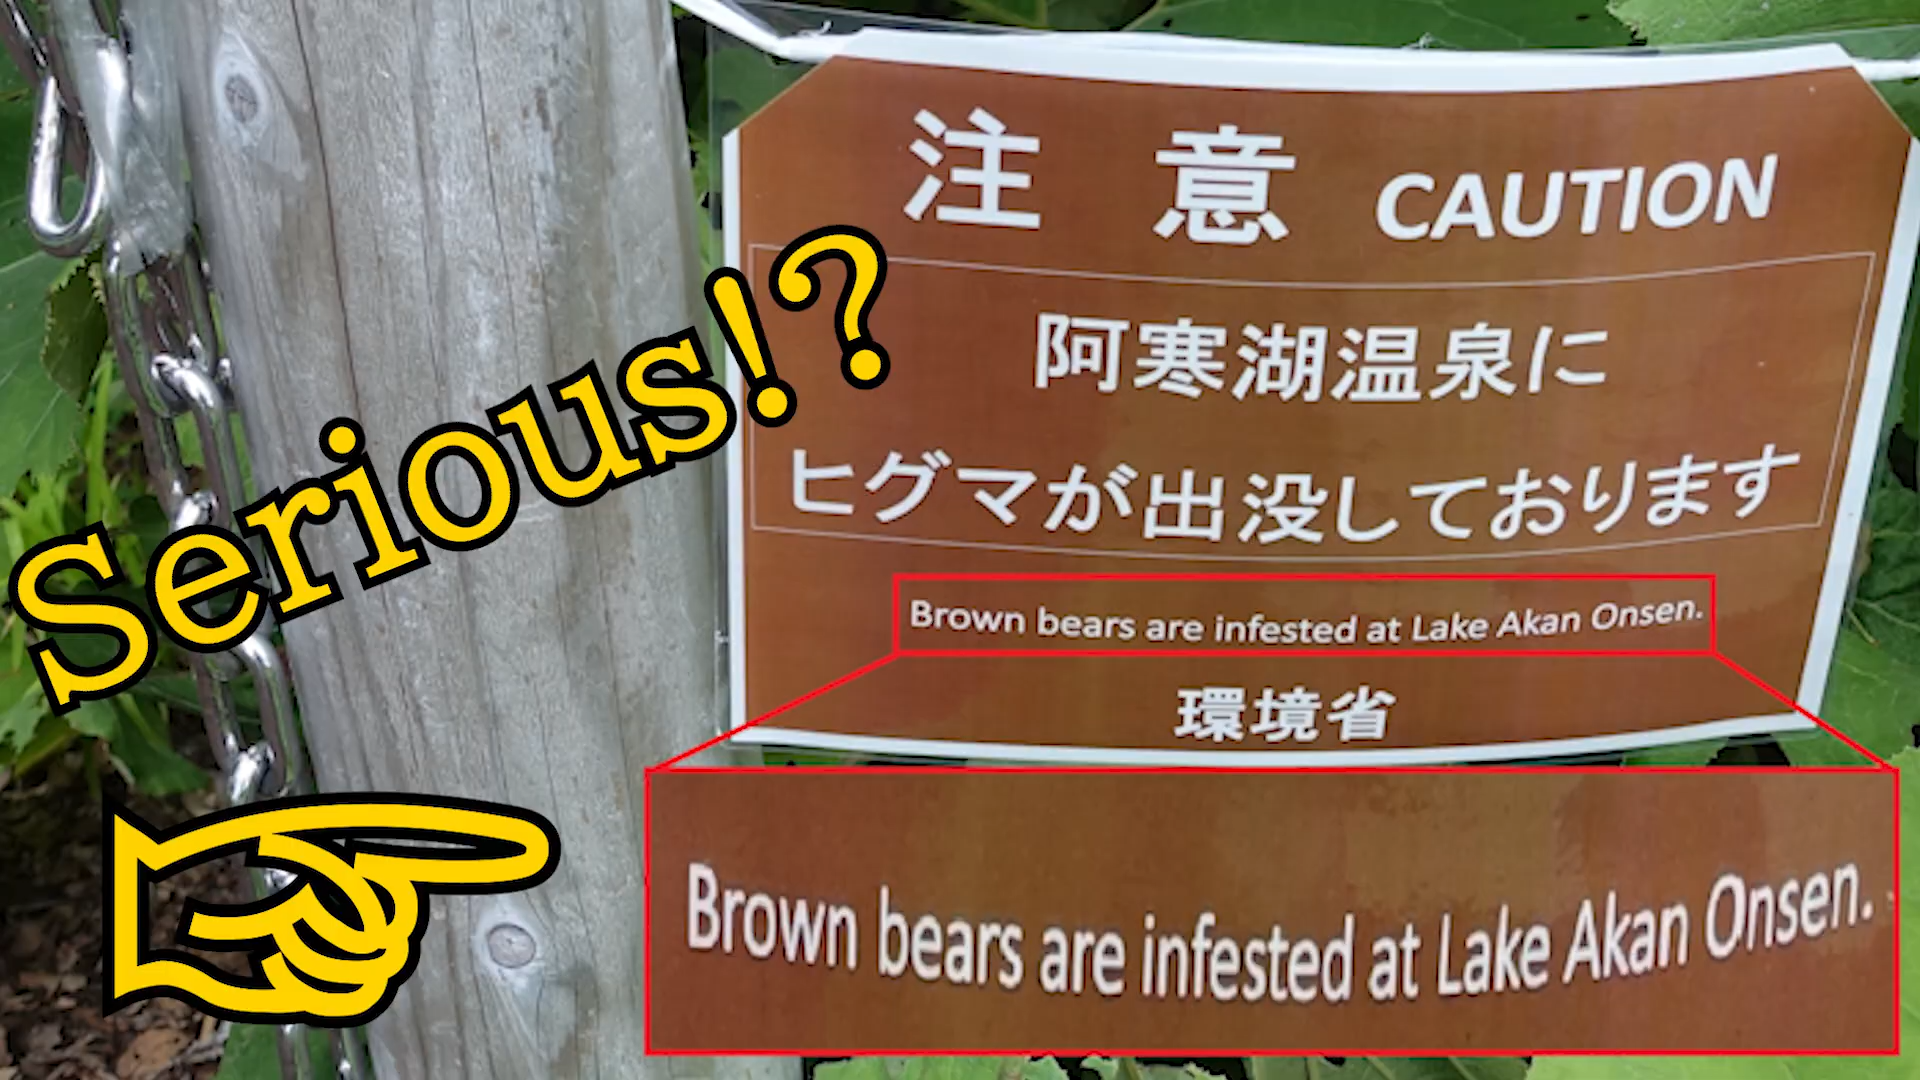 注 意 CAUTION
阿寒湖温泉に
ヒグマが出没しております
Brown bears are infested at Lake Akan Onsen.
環境省
Serious!?
Brown bears are infested at Lake Akan Onsen.